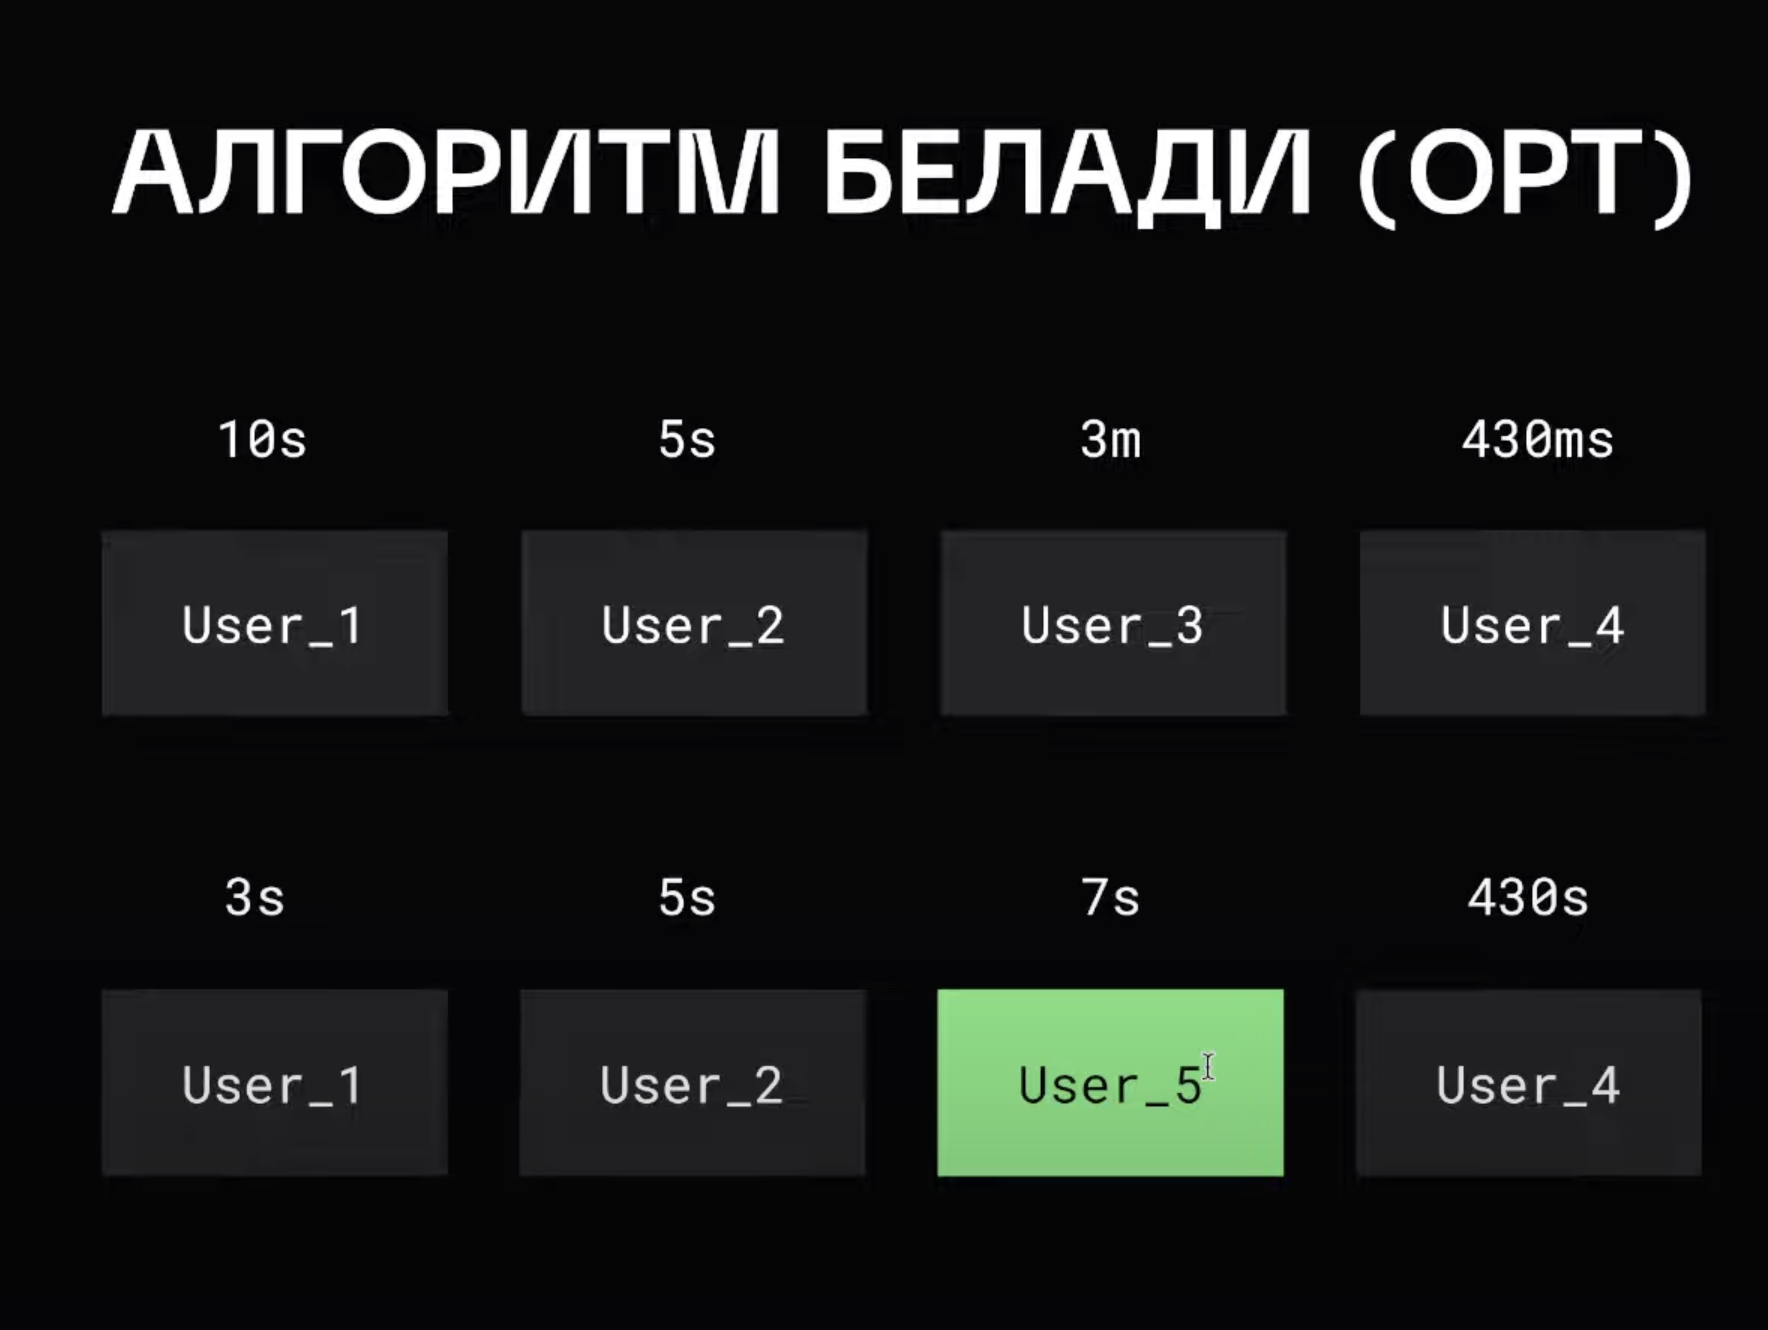 АЛГОРИТМ БЕЛАДИ (OPT)
10s 5s 3m 430ms
User_1 User_2 User_3 User_4
3s 5s 7s 430s
User_1 User_2 User_5 User_4